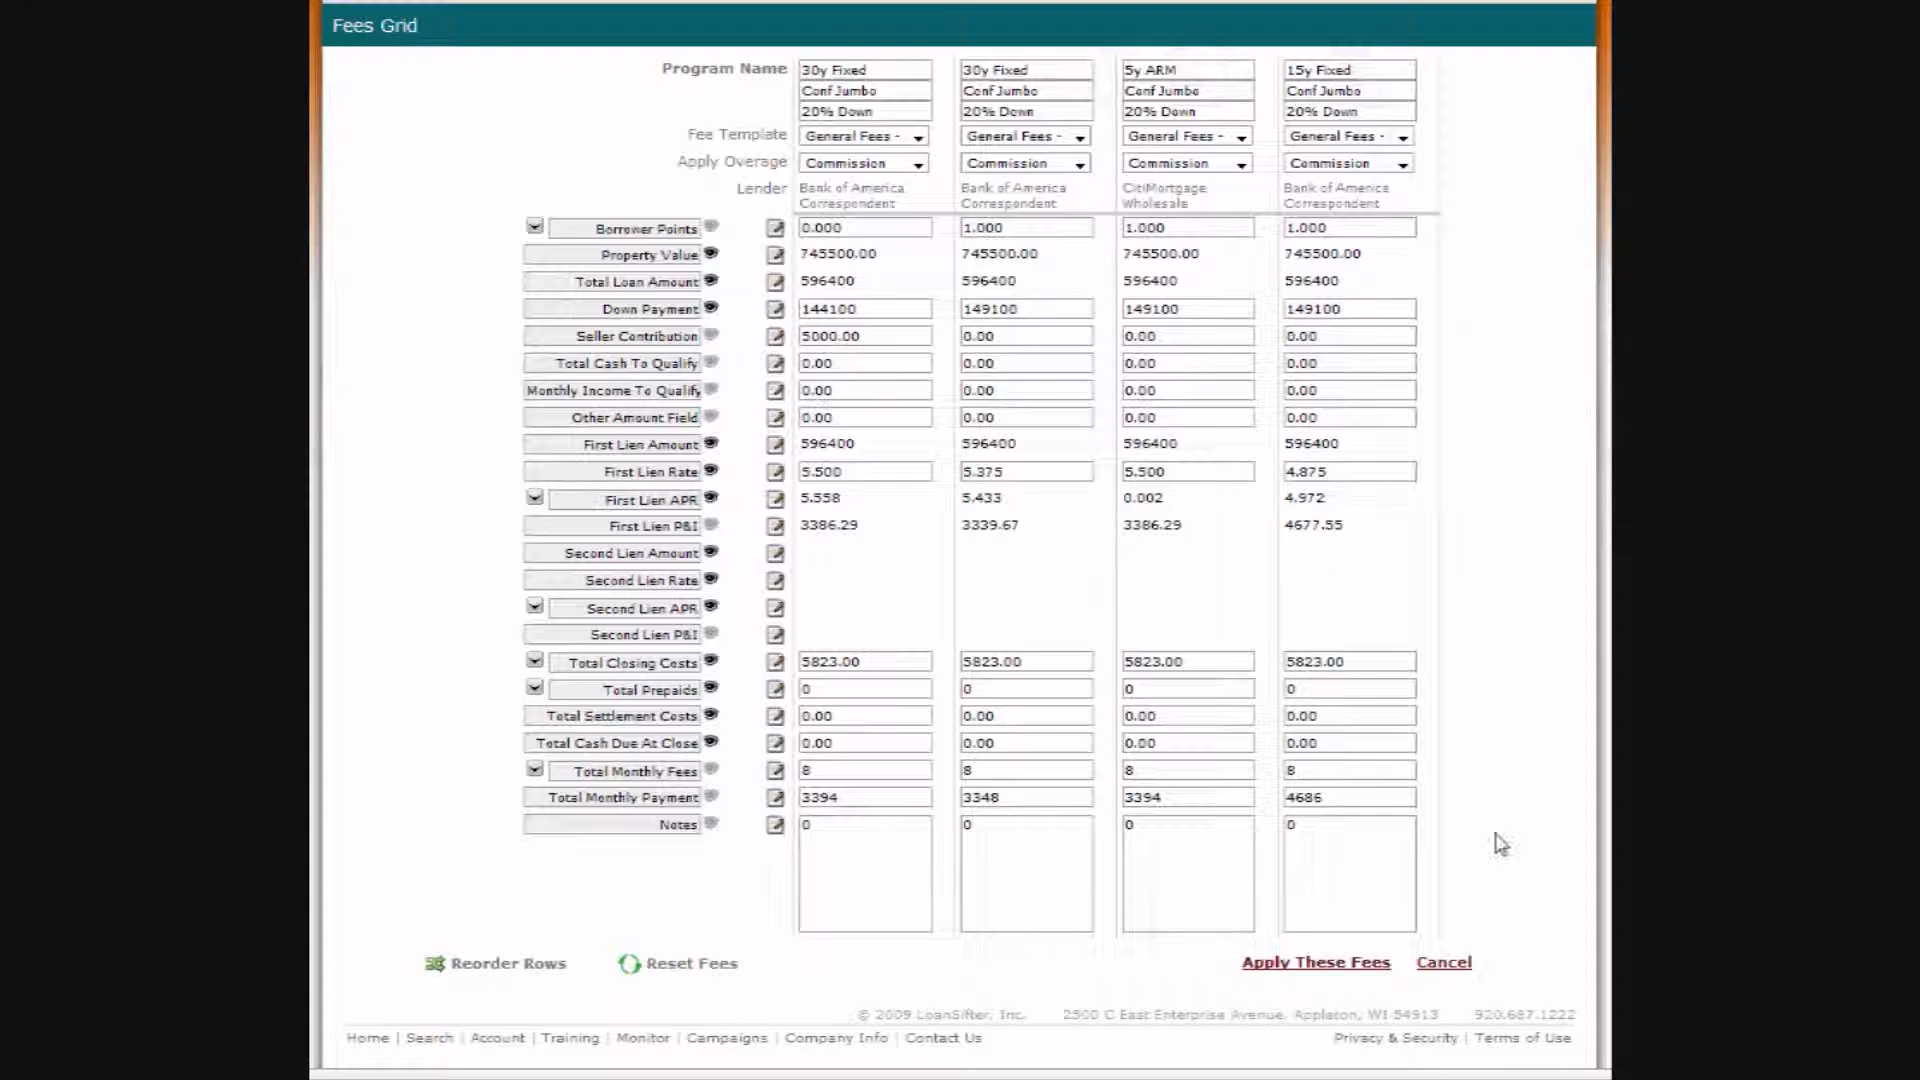 Fees Grid
Program Name 30y Fixed 30y Fixed 5y ARM 15y Fixed
Conf Jumbo Conf Jumbo Conf Jumbo Conf Jumbo
20% Down 20% Down 20% Down 20% Down
Fee Template General Fees - General Fees - General Fees - General Fees -
Apply Overage Commission Commission Commission Commission
Lender Bank of America Bank of America CitiMortgage Bank of America
Correspondent Correspondent Wholesale Correspondent
Borrower Points 0.000 1.000 1.000 1.000
Property Value 745500.00 745500.00 745500.00 745500.00
Total Loan Amount 596400 596400 596400 596400
Down Payment 144100 149100 149100 149100
Seller Contribution 5000.00 0.00 0.00 0.00
Total Cash To Qualify 0.00 0.00 0.00 0.00
Monthly Income To Qualify 0.00 0.00 0.00 0.00
Other Amount Field 0.00 0.00 0.00 0.00
First Lien Amount 596400 596400 596400 596400
First Lien Rate 5.500 5.375 5.500 4.875
First Lien APR 5.558 5.433 0.002 4.972
First Lien P&I 3386.29 3339.67 3386.29 4677.55
Second Lien Amount
Second Lien Rate
Second Lien APR
Second Lien P&I
Total Closing Costs 5823.00 5823.00 5823.00 5823.00
Total Prepaids 0 0 0 0
Total Settlement Costs 0.00 0.00 0.00 0.00
Total Cash Due At Close 0.00 0.00 0.00 0.00
Total Monthly Fees 8 8 8 8
Total Monthly Payment 3394 3348 3394 4686
Notes 0 0 0 0
Reorder Rows Reset Fees Apply These Fees Cancel
© 2009 LoanSifter, Inc. 2500 C East Enterprise Avenue. Appleton, WI 54913 920.687.1222
Home | Search | Account | Training | Monitor | Campaigns | Company Info | Contact Us Privacy & Security | Terms of Use